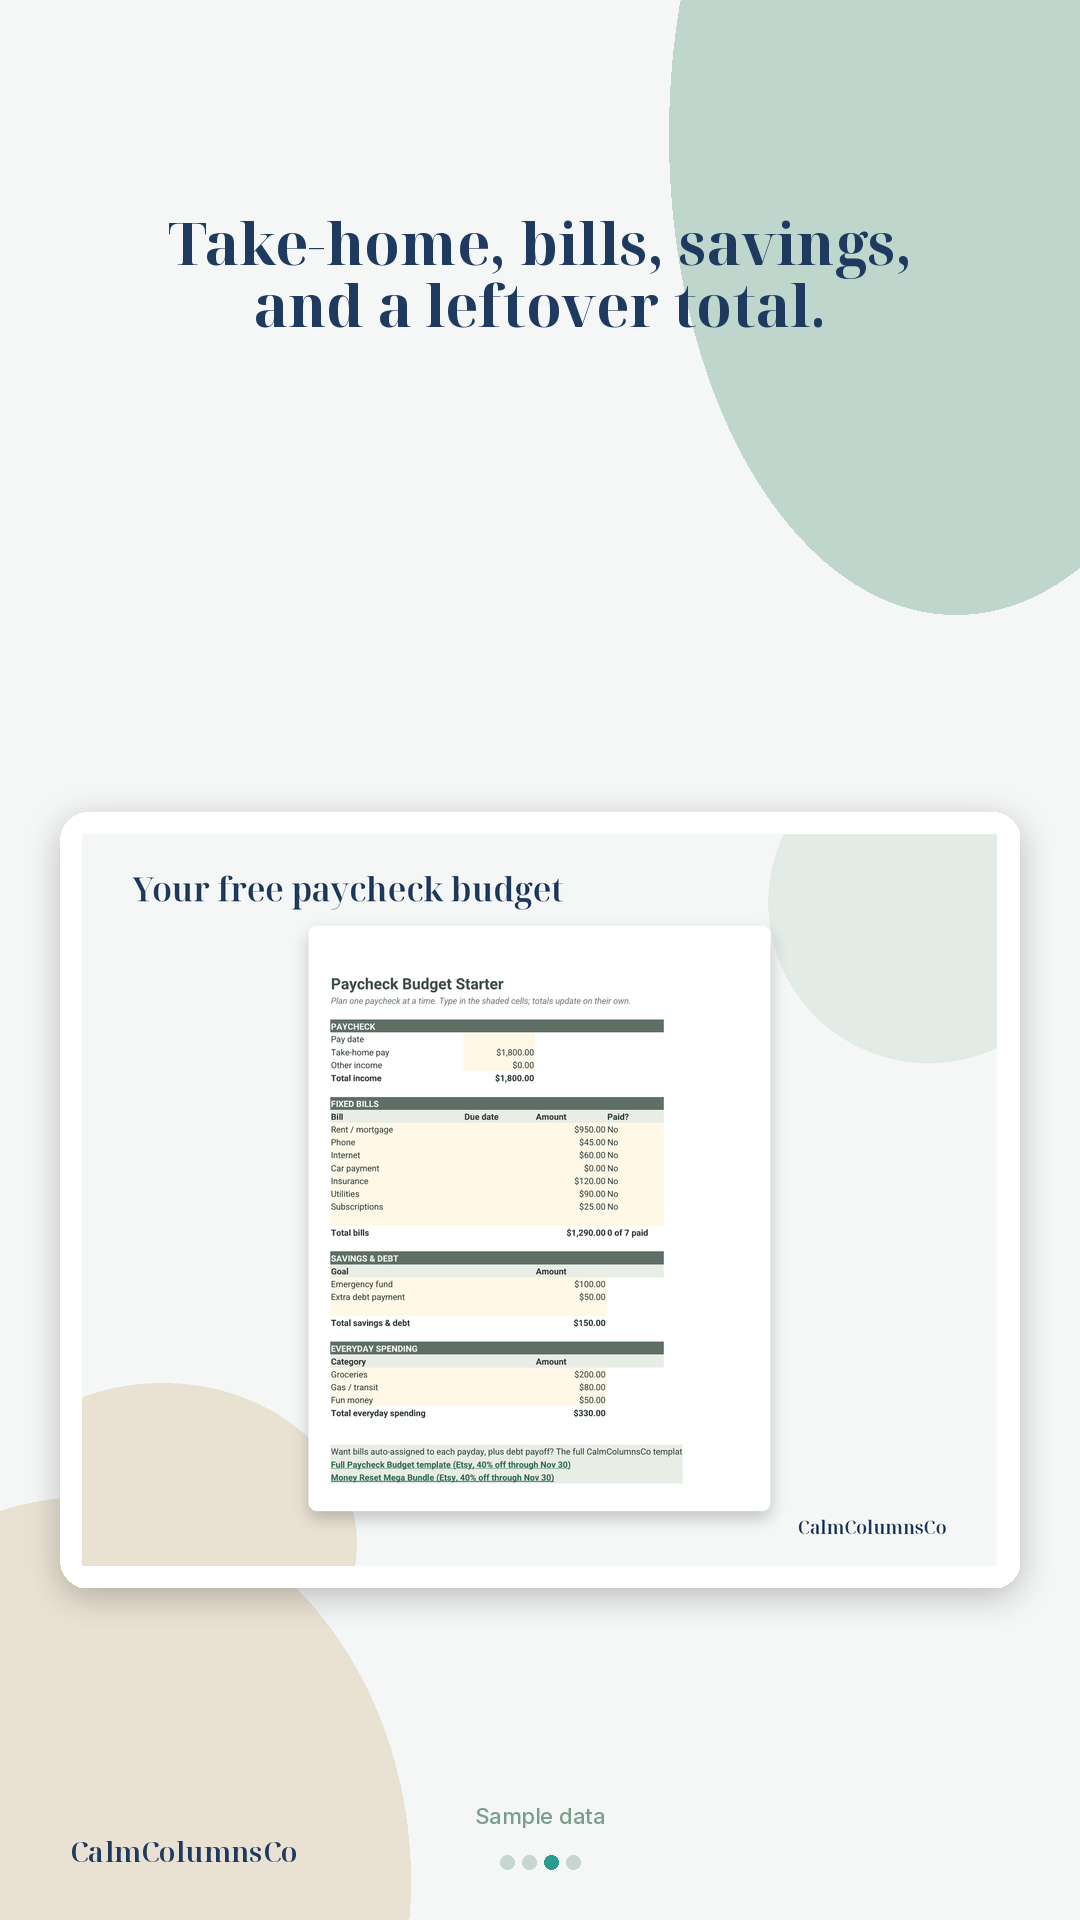 Take-home, bills, savings,
and a leftover total.
Your free paycheck budget
Paycheck Budget Starter
Plan one paycheck at a time. Type in the shaded cells; totals update on their own.
PAYCHECK
Pay date
Take-home pay $1,800.00
Other income $0.00
Total income $1,800.00
FIXED BILLS
Bill Due date Amount Paid?
Rent / mortgage $950.00 No
Phone $45.00 No
Internet $60.00 No
Car payment $0.00 No
Insurance $120.00 No
Utilities $90.00 No
Subscriptions $25.00 No
Total bills $1,290.00 0 of 7 paid
SAVINGS & DEBT
Goal Amount
Emergency fund $100.00
Extra debt payment $50.00
Total savings & debt $150.00
EVERYDAY SPENDING
Category Amount
Groceries $200.00
Gas / transit $80.00
Fun money $50.00
Total everyday spending $330.00
Want bills auto-assigned to each payday, plus debt payoff? The full CalmColumnsCo templat
Full Paycheck Budget template (Etsy, 40% off through Nov 30)
Money Reset Mega Bundle (Etsy, 40% off through Nov 30)
CalmColumnsCo
Sample data
CalmColumnsCo